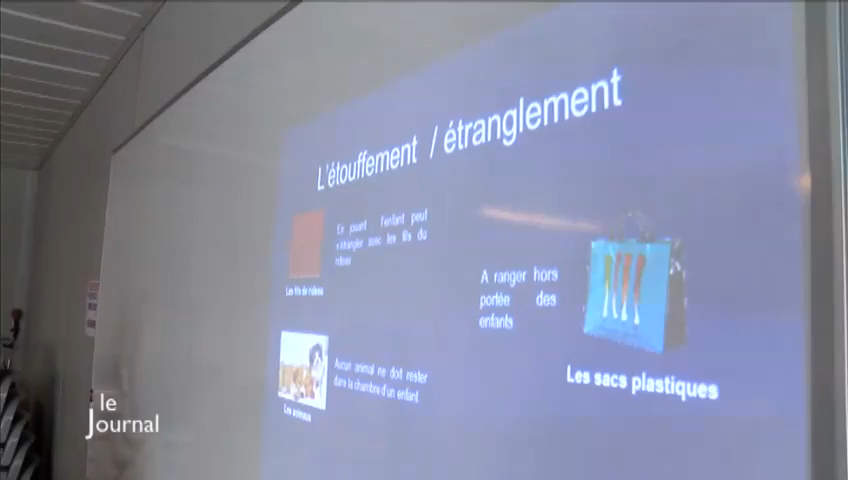 L'étouffement / étranglement
En jouant l'enfant peut
s'étrangler avec les fils du
rideau
Les fils de rideau
A ranger hors
portée des
enfants
Les sacs plastiques
Aucun animal ne doit rester
dans la chambre d'un enfant
Les animaux
le
Journal